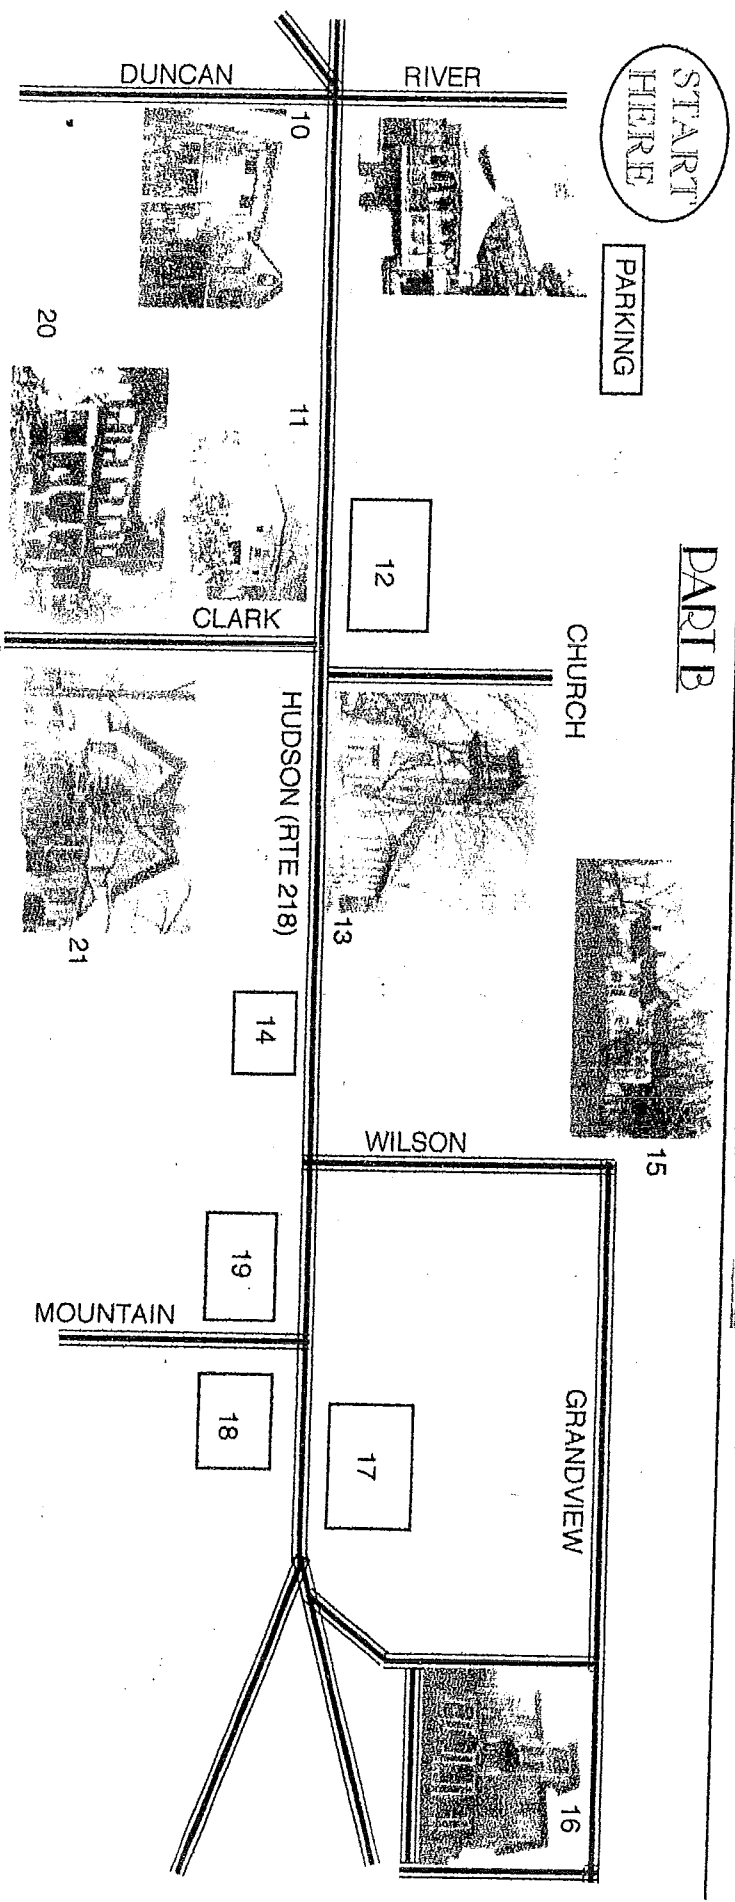 PART B
START
HERE
PARKING
RIVER
DUNCAN
10
20
11
12
CLARK
CHURCH
HUDSON (RTE 218)
13
21
14
15
WILSON
19
MOUNTAIN
18
17
GRANDVIEW
16